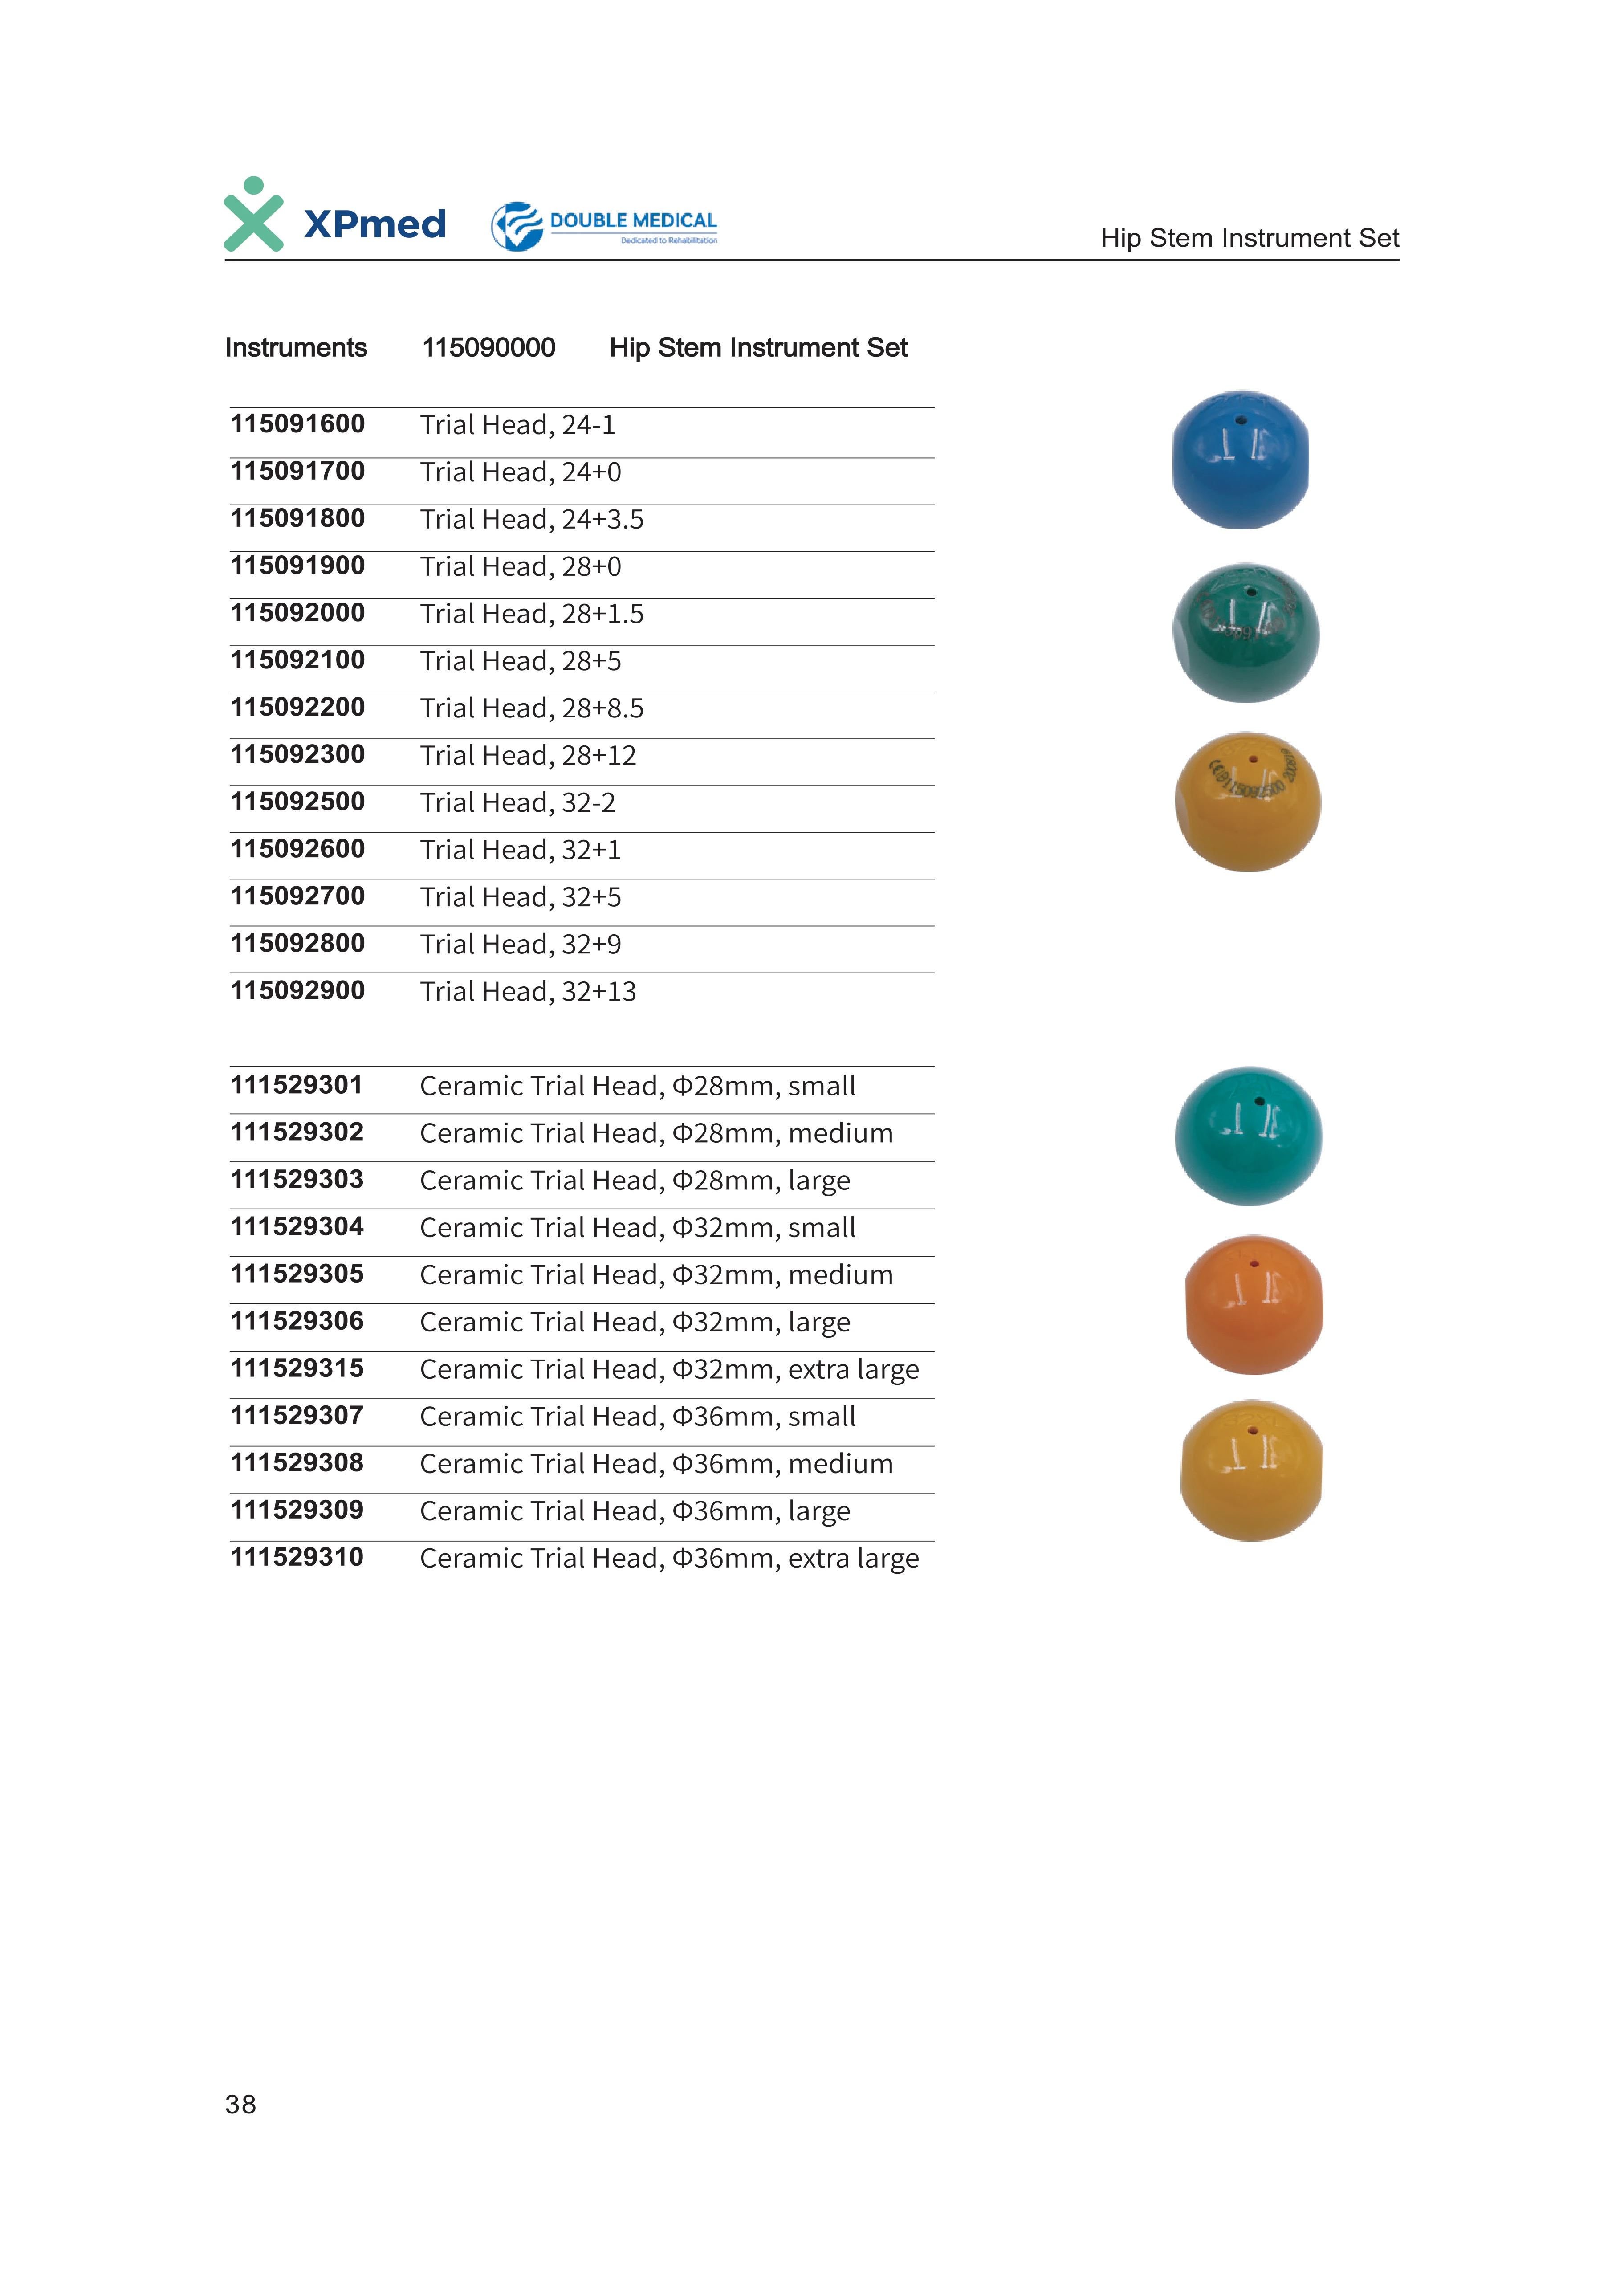 XPmed
DOUBLE MEDICAL
Dedicated to Rehabilitation
Hip Stem Instrument Set
Instruments 115090000 Hip Stem Instrument Set
115091600 Trial Head, 24-1
115091700 Trial Head, 24+0
115091800 Trial Head, 24+3.5
115091900 Trial Head, 28+0
115092000 Trial Head, 28+1.5
115092100 Trial Head, 28+5
115092200 Trial Head, 28+8.5
115092300 Trial Head, 28+12
115092500 Trial Head, 32-2
115092600 Trial Head, 32+1
115092700 Trial Head, 32+5
115092800 Trial Head, 32+9
115092900 Trial Head, 32+13
115092500
111529301 Ceramic Trial Head, Φ28mm, small
111529302 Ceramic Trial Head, Φ28mm, medium
111529303 Ceramic Trial Head, Φ28mm, large
111529304 Ceramic Trial Head, Φ32mm, small
111529305 Ceramic Trial Head, Φ32mm, medium
111529306 Ceramic Trial Head, Φ32mm, large
111529315 Ceramic Trial Head, Φ32mm, extra large
111529307 Ceramic Trial Head, Φ36mm, small
111529308 Ceramic Trial Head, Φ36mm, medium
111529309 Ceramic Trial Head, Φ36mm, large
111529310 Ceramic Trial Head, Φ36mm, extra large
38